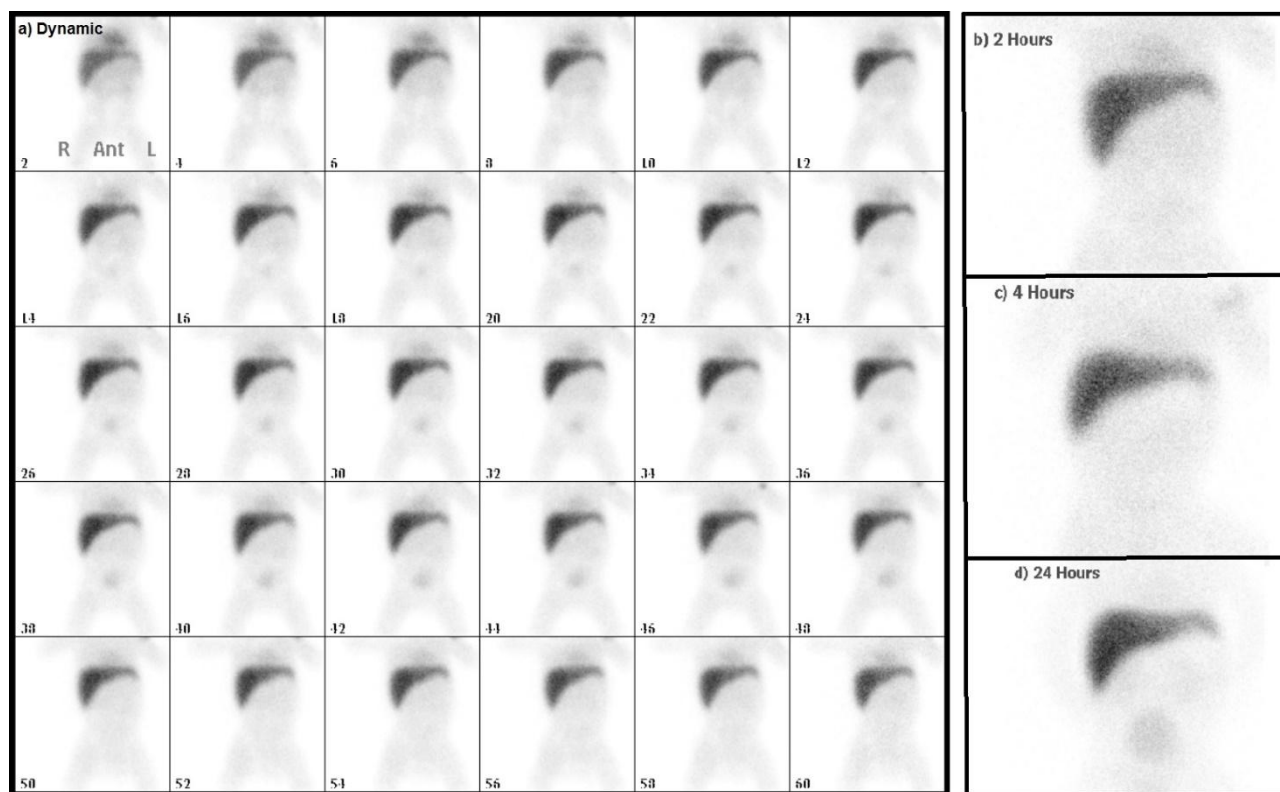 a) Dynamic
R Ant L
2 4 6 8 10 12
14 16 18 20 22 24
26 28 30 32 34 36
38 40 42 44 46 48
50 52 54 56 58 60
b) 2 Hours
c) 4 Hours
d) 24 Hours